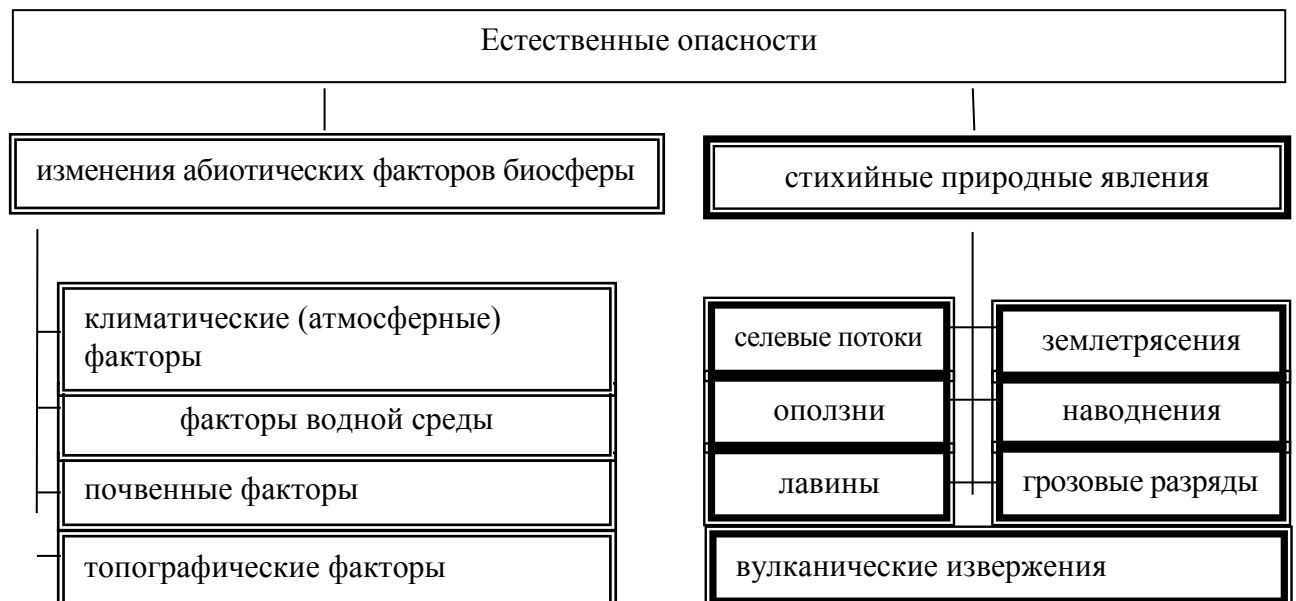 Естественные опасности
изменения абиотических факторов биосферы
климатические (атмосферные)
факторы
факторы водной среды
почвенные факторы
топографические факторы
стихийные природные явления
селевые потоки
землетрясения
оползни
наводнения
лавины
грозовые разряды
вулканические извержения